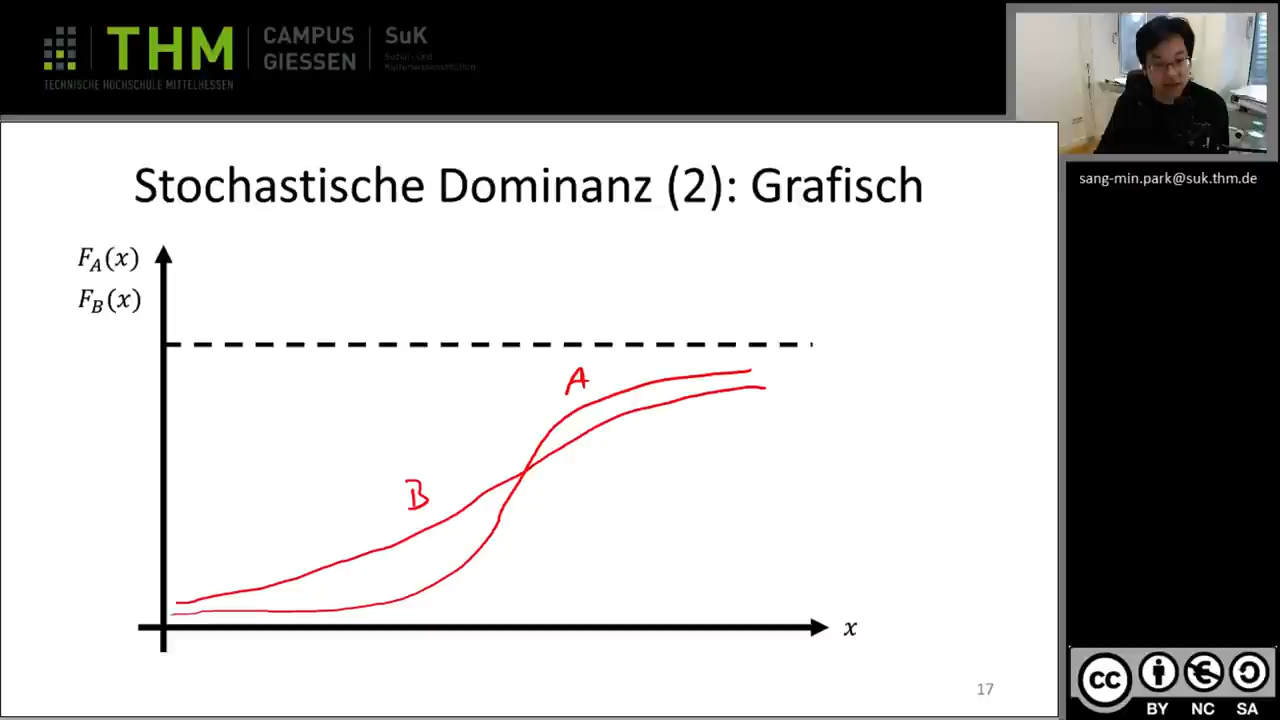 THM
CAMPUS
GIESSEN
SuK
TECHNISCHE HOCHSCHULE MITTELHESSEN
sang-min.park@suk.thm.de
Stochastische Dominanz (2): Grafisch
F_A(x)
F_B(x)
A
B
x
17
cc
BY NC SA